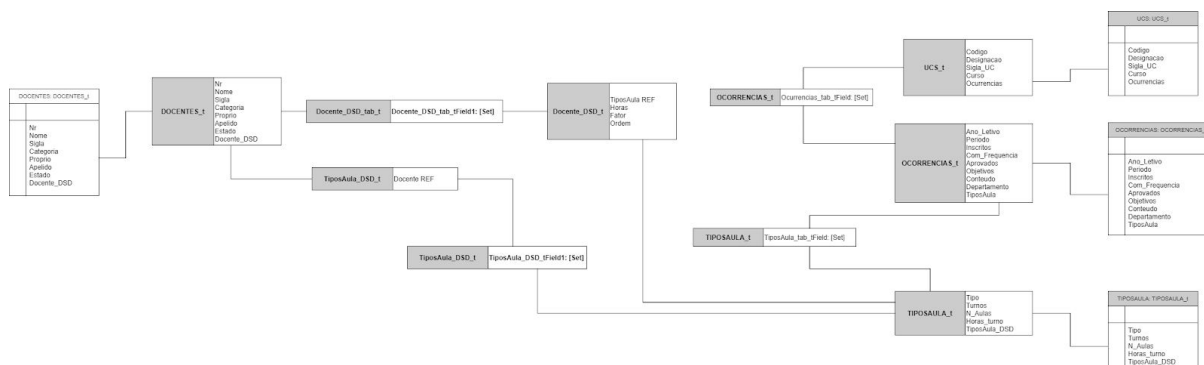 DOCENTES: DOCENTES_t
Nr
Nome
Sigla
Categoria
Proprio
Apelido
Estado
Docente_DSD
DOCENTES_t
Nr
Nome
Sigla
Categoria
Proprio
Apelido
Estado
Docente_DSD
Docente_DSD_tab_t
Docente_DSD_tab_tField1: [Set]
TiposAula_DSD_t
Docente REF
TiposAula_DSD_t
TiposAula_DSD_tField1: [Set]
Docente_DSD_t
TiposAula REF
Horas
Fator
Ordem
OCORRENCIAS_t
Ocurrencias_tab_tField: [Set]
TIPOSAULA_t
TiposAula_tab_tField: [Set]
UCS_t
Codigo
Designacao
Sigla_UC
Curso
Ocurrencias
OCORRENCIAS_t
Ano_Letivo
Periodo
Inscritos
Com_Frequencia
Aprovados
Objetivos
Conteudo
Departamento
TiposAula
TIPOSAULA_t
Tipo
Turnos
N_Aulas
Horas_turno
TiposAula_DSD
UCS: UCS_t
Codigo
Designacao
Sigla_UC
Curso
Ocurrencias
OCORRENCIAS: OCORRENCIAS_
Ano_Letivo
Periodo
Inscritos
Com_Frequencia
Aprovados
Objetivos
Conteudo
Departamento
TiposAula
TIPOSAULA: TIPOSAULA_t
Tipo
Turnos
N_Aulas
Horas_turno
TiposAula_DSD